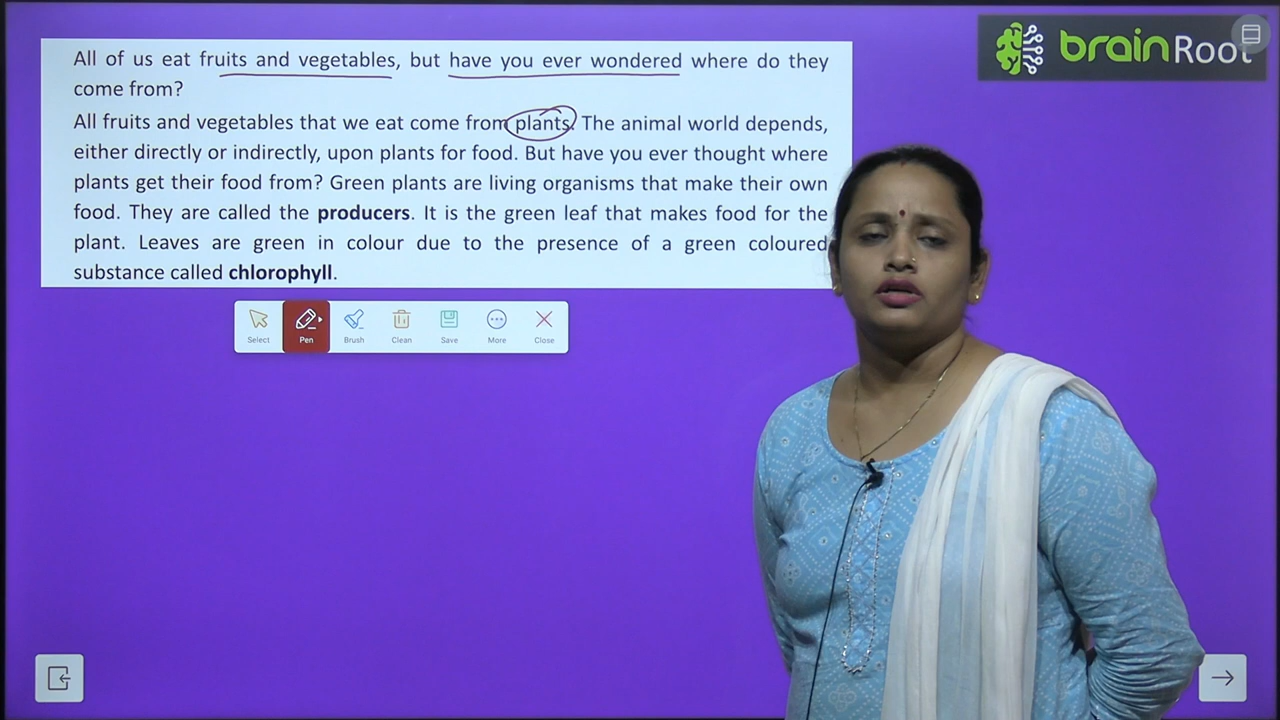 All of us eat fruits and vegetables, but have you ever wondered where do they
come from?
All fruits and vegetables that we eat come from plants. The animal world depends,
either directly or indirectly, upon plants for food. But have you ever thought where
plants get their food from? Green plants are living organisms that make their own
food. They are called the producers. It is the green leaf that makes food for the
plant. Leaves are green in colour due to the presence of a green coloured
substance called chlorophyll.
brainRoot
Select Pen Brush Clean Save More Close